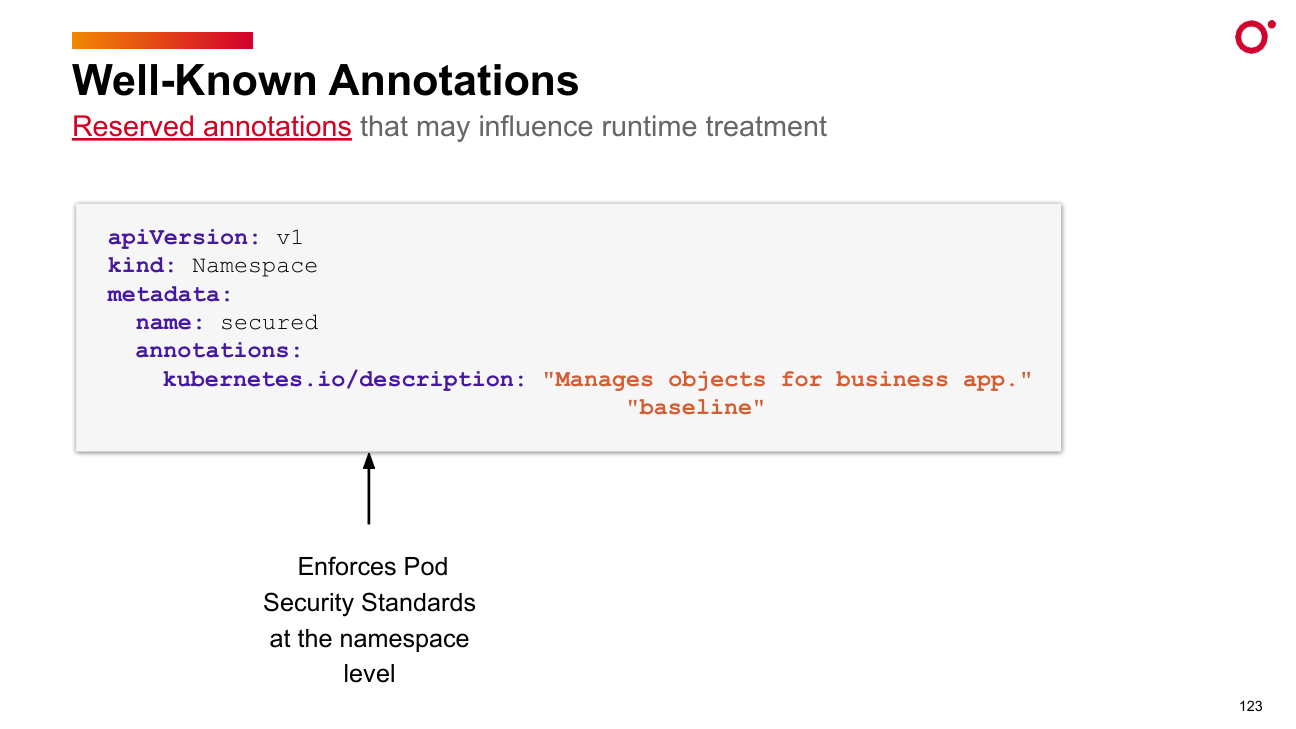 Well-Known Annotations
Reserved annotations that may influence runtime treatment
apiVersion: v1
kind: Namespace
metadata:
  name: secured
  annotations:
    kubernetes.io/description: "Manages objects for business app."
"baseline"
Enforces Pod
Security Standards
at the namespace
level
123